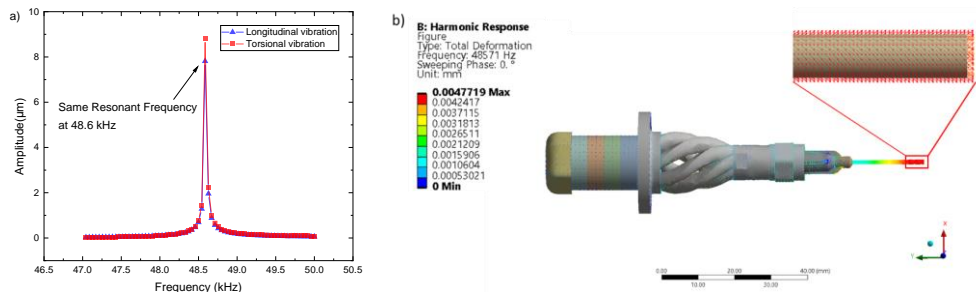 a)
Longitudinal vibration
Torsional vibration
Same Resonant Frequency
at 48.6 kHz
Amplitude(μm)
10
8
6
4
2
0
46.5 47.0 47.5 48.0 48.5 49.0 49.5 50.0 50.5
Frequency (kHz)
b)
B: Harmonic Response
Figure
Type: Total Deformation
Frequency: 48571 Hz
Sweeping Phase: 0. °
Unit: mm
0.0047719 Max
0.0042417
0.0037115
0.0031813
0.0026511
0.0021209
0.0015906
0.0010604
0.00053021
0 Min
0.00 20.00 40.00 (mm)
10.00 30.00
X
Y